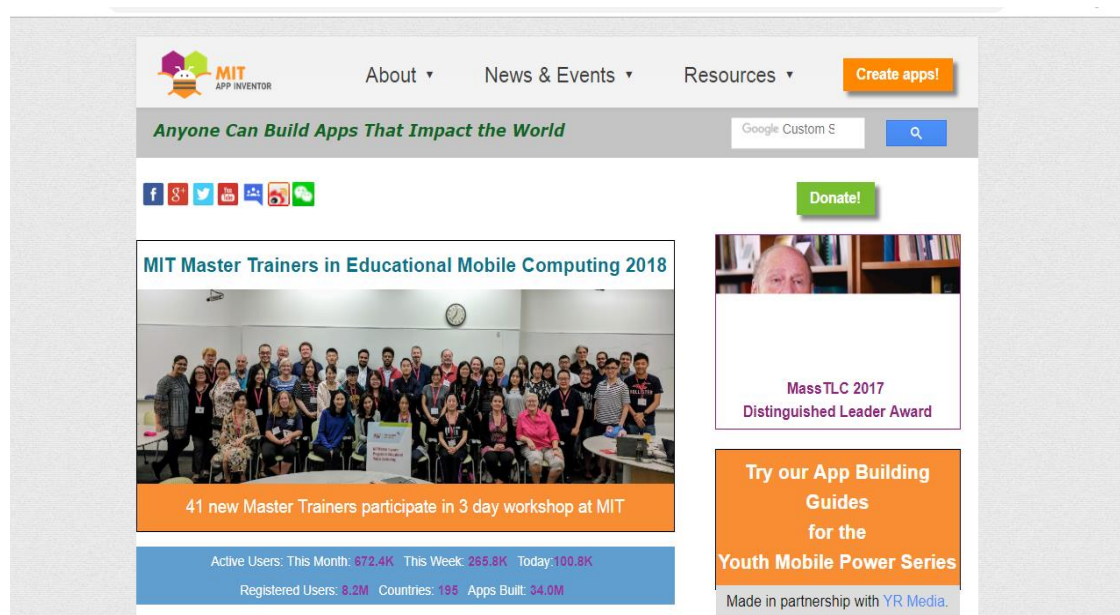 MIT
APP INVENTOR
About ▾
News & Events ▾
Resources ▾
Create apps!
Anyone Can Build Apps That Impact the World
Google Custom S
Donate!
MIT Master Trainers in Educational Mobile Computing 2018
41 new Master Trainers participate in 3 day workshop at MIT
Active Users: This Month: 672.4K This Week: 265.8K Today:100.8K
Registered Users: 8.2M Countries: 195 Apps Built: 34.0M
MassTLC 2017
Distinguished Leader Award
Try our App Building
Guides
for the
Youth Mobile Power Series
Made in partnership with YR Media.